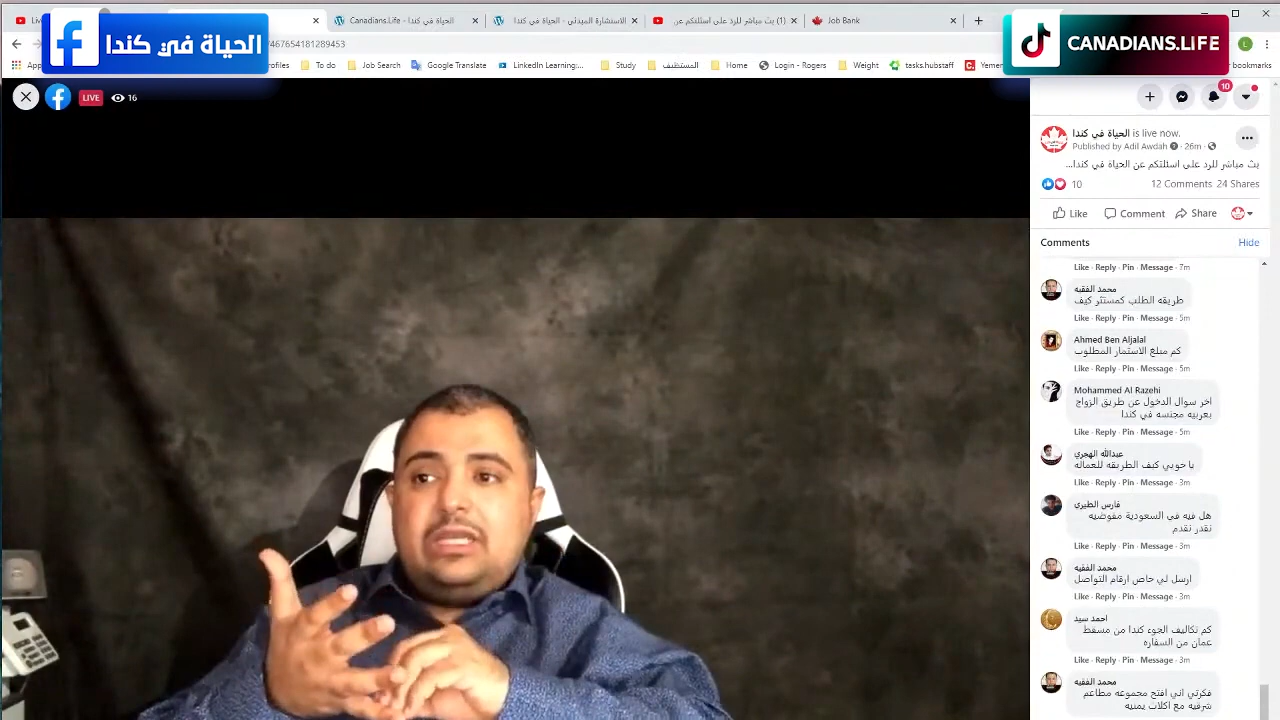 Canadians.Life - الحياة في كندا
الاستشارة المبدئي - الحياة في كندا
(1) بث مباشر للرد على اسئلتكم عن
Job Bank
الحياة في كندا
CANADIANS.LIFE
/467654181289453
To do
Job Search
Google Translate
LinkedIn Learning:...
Study
المستظيف
Home
Login - Rogers
Weight
tasks.hubstaff
bookmarks
LIVE
16
10
الحياة في كندا is live now.
Published by Adil Awdah · 26m ·
بث مباشر للرد على اسئلتكم عن الحياة في كندا...
10
12 Comments 24 Shares
Like Comment Share
Comments
Hide
Like · Reply · Pin · Message · 7m
محمد الفقيه
طريقه الطلب كمستثر كيف
Like · Reply · Pin · Message · 5m
Ahmed Ben Aljalal
كم مبلغ الاستثمار المطلوب
Like · Reply · Pin · Message · 5m
Mohammed Al Razehi
اخر سوال الدخول عن طريق الزواج
بعربيه مجنسه في كندا
Like · Reply · Pin · Message · 5m
عبدالله الهجري
يا حوبي كيف الطريقه للعماله
Like · Reply · Pin · Message · 3m
فارس الطيري
هل فيه في السعودية مفوضيه
نقدر نقدم
Like · Reply · Pin · Message · 3m
محمد الفقيه
ارسل لي خاص ارقام التواصل
Like · Reply · Pin · Message · 3m
احمد سيد
كم تكاليف الجوء كندا من مسقط
عمان من السفاره
Like · Reply · Pin · Message · 3m
محمد الفقيه
فكرتي اني افتح مجموعه مطاعم
شرقيه مع اكلات يمنيه